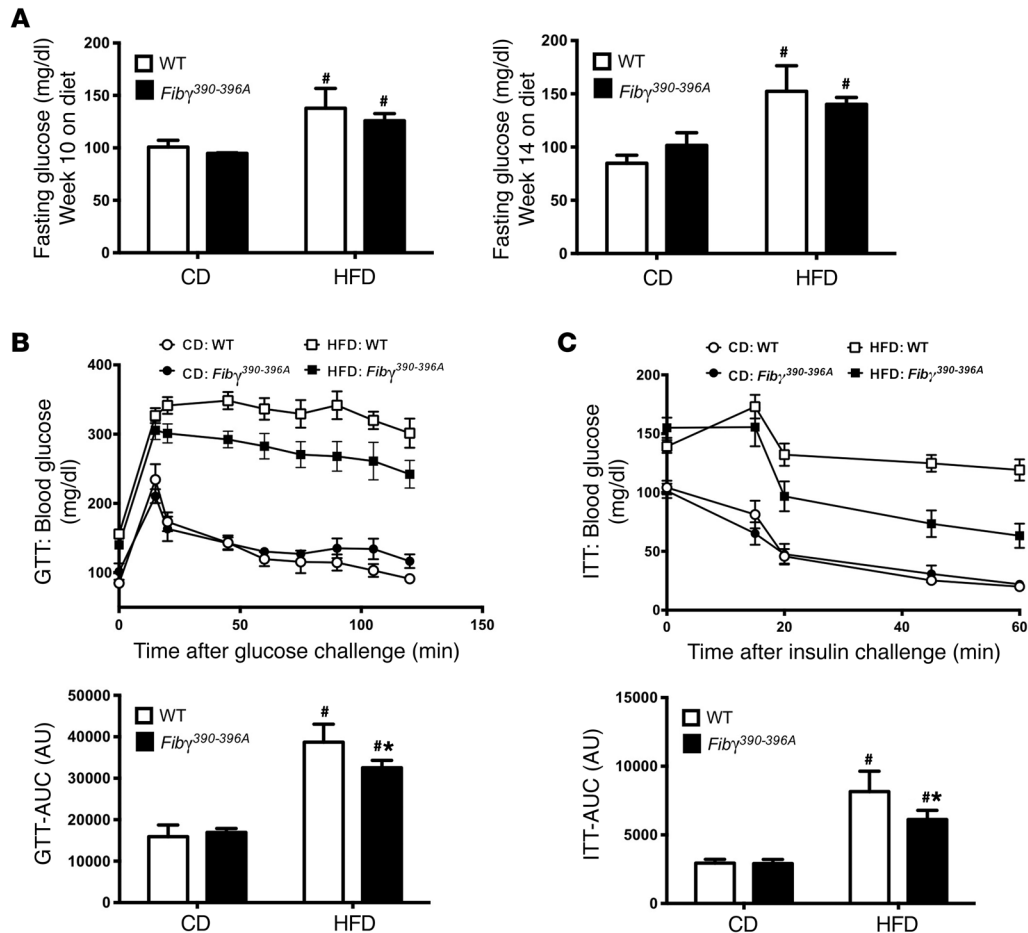 A
Fasting glucose (mg/dl)
Week 10 on diet
200
150
100
50
0
WT
Fibγ390-396A
#
#
CD
HFD
Fasting glucose (mg/dl)
Week 14 on diet
200
150
100
50
0
WT
Fibγ390-396A
#
#
CD
HFD
B
CD: WT
HFD: WT
CD: Fibγ390-396A
HFD: Fibγ390-396A
GTT: Blood glucose
(mg/dl)
400
300
200
100
0
50
100
150
Time after glucose challenge (min)
C
CD: WT
HFD: WT
CD: Fibγ390-396A
HFD: Fibγ390-396A
ITT: Blood glucose
(mg/dl)
200
150
100
50
0
0
20
40
60
Time after insulin challenge (min)
GTT-AUC (AU)
50000
40000
30000
20000
10000
0
WT
Fibγ390-396A
#
#*
CD
HFD
ITT-AUC (AU)
15000
10000
5000
0
WT
Fibγ390-396A
#
#*
CD
HFD